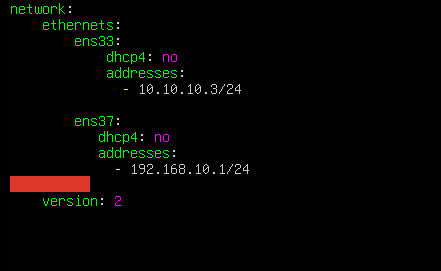 network:
    ethernets:
        ens33:
            dhcp4: no
            addresses:
              - 10.10.10.3/24
        ens37:
           dhcp4: no
           addresses:
             - 192.168.10.1/24
    version: 2